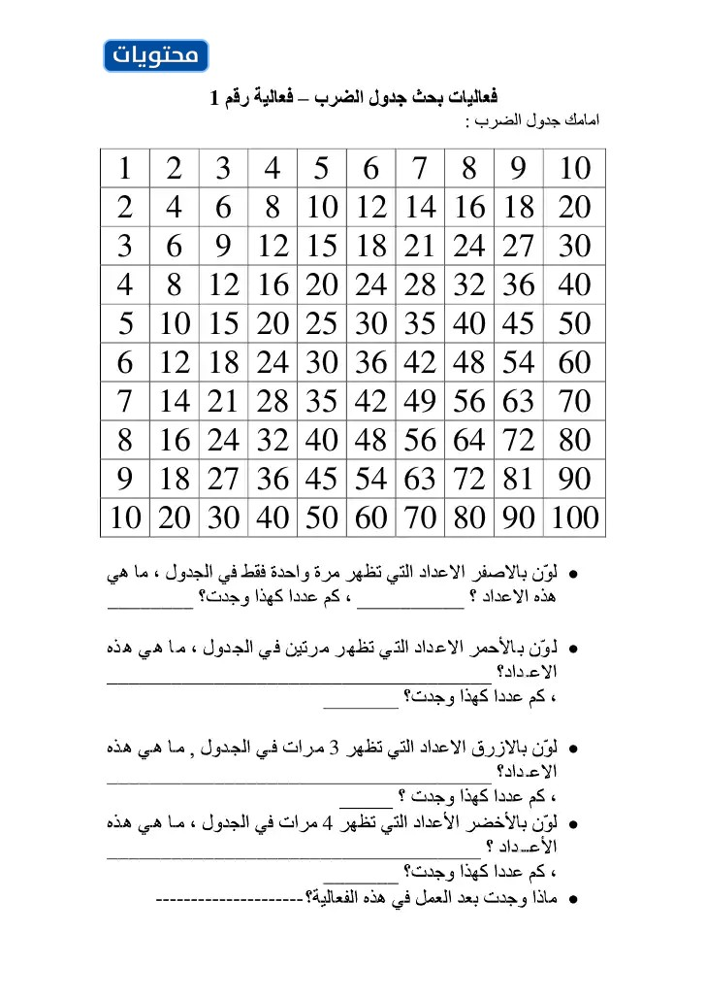 محتويات
فعاليات بحث جدول الضرب – فعالية رقم 1
امامك جدول الضرب :
1 2 3 4 5 6 7 8 9 10
2 4 6 8 10 12 14 16 18 20
3 6 9 12 15 18 21 24 27 30
4 8 12 16 20 24 28 32 36 40
5 10 15 20 25 30 35 40 45 50
6 12 18 24 30 36 42 48 54 60
7 14 21 28 35 42 49 56 63 70
8 16 24 32 40 48 56 64 72 80
9 18 27 36 45 54 63 72 81 90
10 20 30 40 50 60 70 80 90 100
• لوّن بالاصفر الاعداد التي تظهر مرة واحدة فقط في الجدول ، ما هي
هذه الاعداد ؟ __________ ، كم عددا كهذا وجدت؟ ________
• لوّن بالأحمر الاعداد التي تظهر مرتين في الجدول ، ما هي هذه
الاعـداد؟ ____________________________________
، كم عددا كهذا وجدت؟ _______
• لوّن بالازرق الاعداد التي تظهر 3 مرات في الجدول , ما هي هذه
الاعـداد؟ ____________________________________
، كم عددا كهذا وجدت ؟ _____
• لوّن بالأخضر الأعداد التي تظهر 4 مرات في الجدول ، ما هي هذه
الأعــداد ؟ ___________________________________
، كم عددا كهذا وجدت؟ _______
• ماذا وجدت بعد العمل في هذه الفعالية؟---------------------